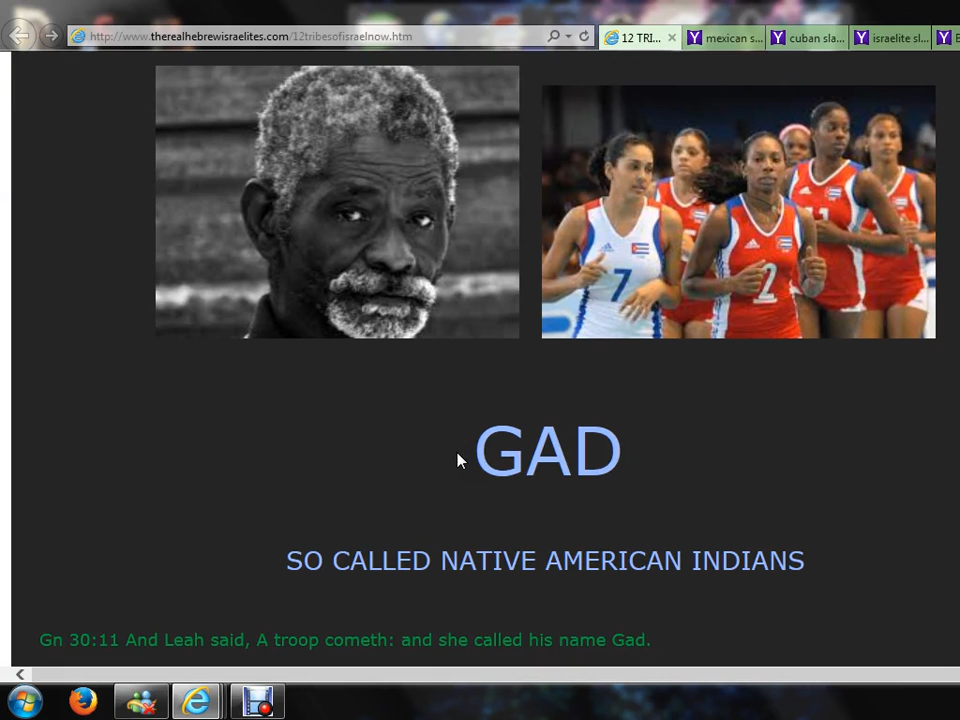 http://www.therealhebrewisraelites.com/12tribesofisraelnow.htm
12 TRI...
mexican s...
cuban sla...
israelite sl...
7
2
GAD
SO CALLED NATIVE AMERICAN INDIANS
Gn 30:11 And Leah said, A troop cometh: and she called his name Gad.